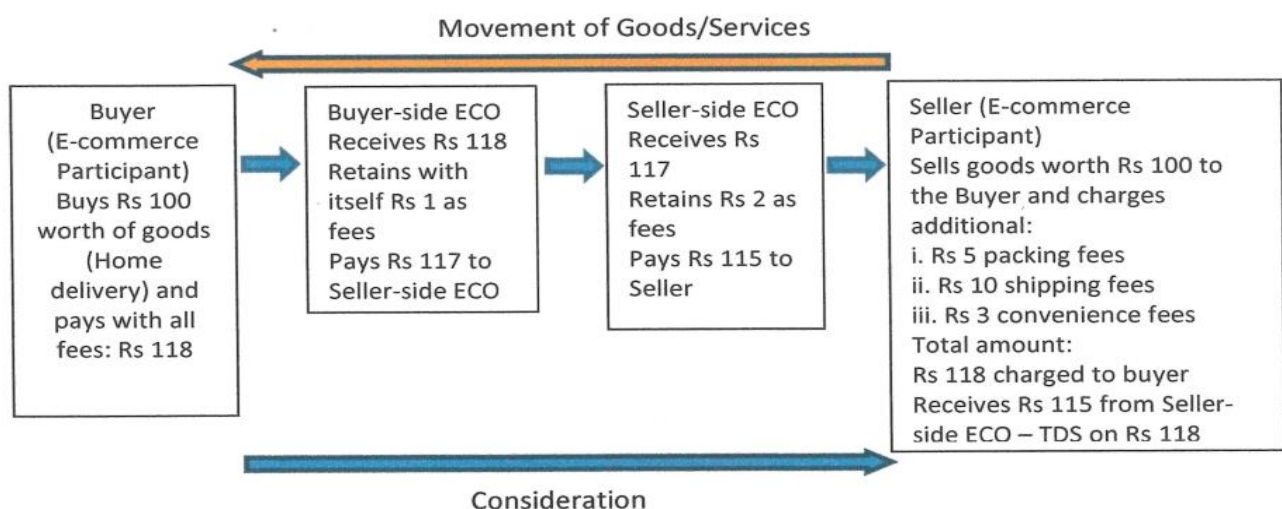 Movement of Goods/Services
Buyer
(E-commerce
Participant)
Buys Rs 100
worth of goods
(Home
delivery) and
pays with all
fees: Rs 118
Buyer-side ECO
Receives Rs 118
Retains with
itself Rs 1 as
fees
Pays Rs 117 to
Seller-side ECO
Seller-side ECO
Receives Rs
117
Retains Rs 2 as
fees
Pays Rs 115 to
Seller
Seller (E-commerce
Participant)
Sells goods worth Rs 100 to
the Buyer and charges
additional:
i. Rs 5 packing fees
ii. Rs 10 shipping fees
iii. Rs 3 convenience fees
Total amount:
Rs 118 charged to buyer
Receives Rs 115 from Seller-
side ECO – TDS on Rs 118
Consideration